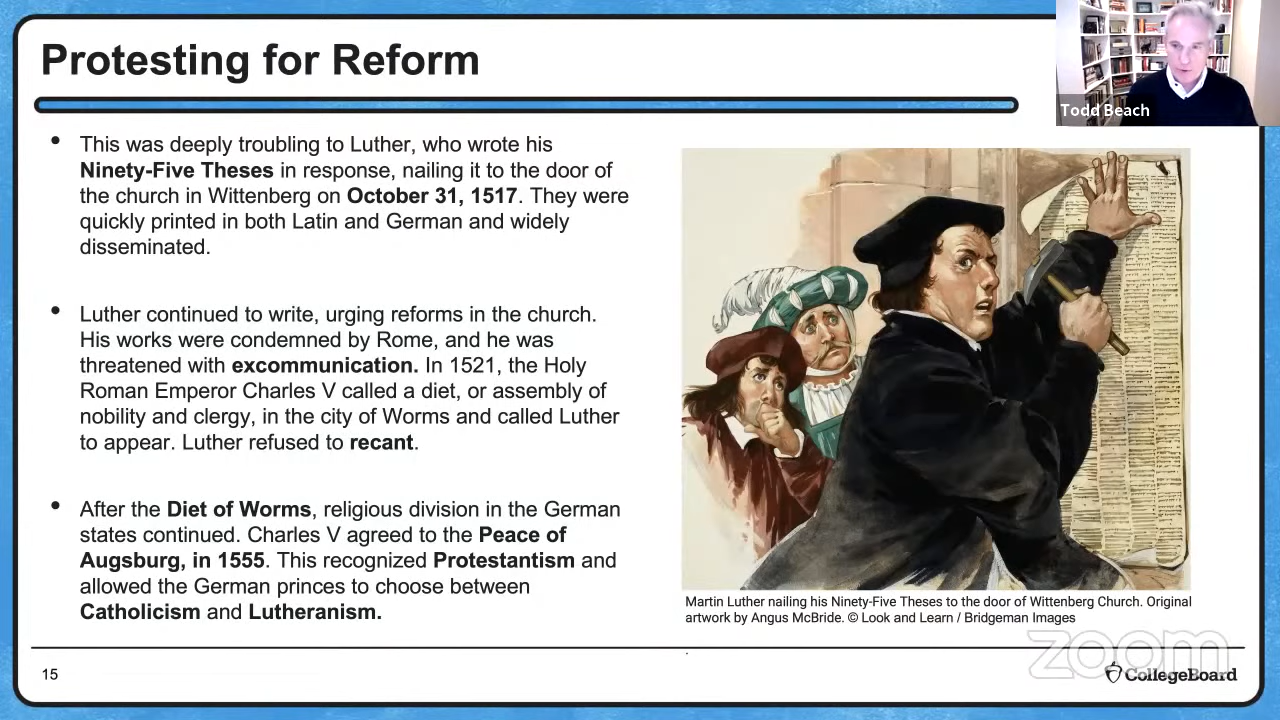 Protesting for Reform
Todd Beach
• This was deeply troubling to Luther, who wrote his
Ninety-Five Theses in response, nailing it to the door of
the church in Wittenberg on October 31, 1517. They were
quickly printed in both Latin and German and widely
disseminated.
• Luther continued to write, urging reforms in the church.
His works were condemned by Rome, and he was
threatened with excommunication. In 1521, the Holy
Roman Emperor Charles V called a diet, or assembly of
nobility and clergy, in the city of Worms and called Luther
to appear. Luther refused to recant.
• After the Diet of Worms, religious division in the German
states continued. Charles V agreed to the Peace of
Augsburg, in 1555. This recognized Protestantism and
allowed the German princes to choose between
Catholicism and Lutheranism.
Martin Luther nailing his Ninety-Five Theses to the door of Wittenberg Church. Original
artwork by Angus McBride. © Look and Learn / Bridgeman Images
.
zoom
15
CollegeBoard